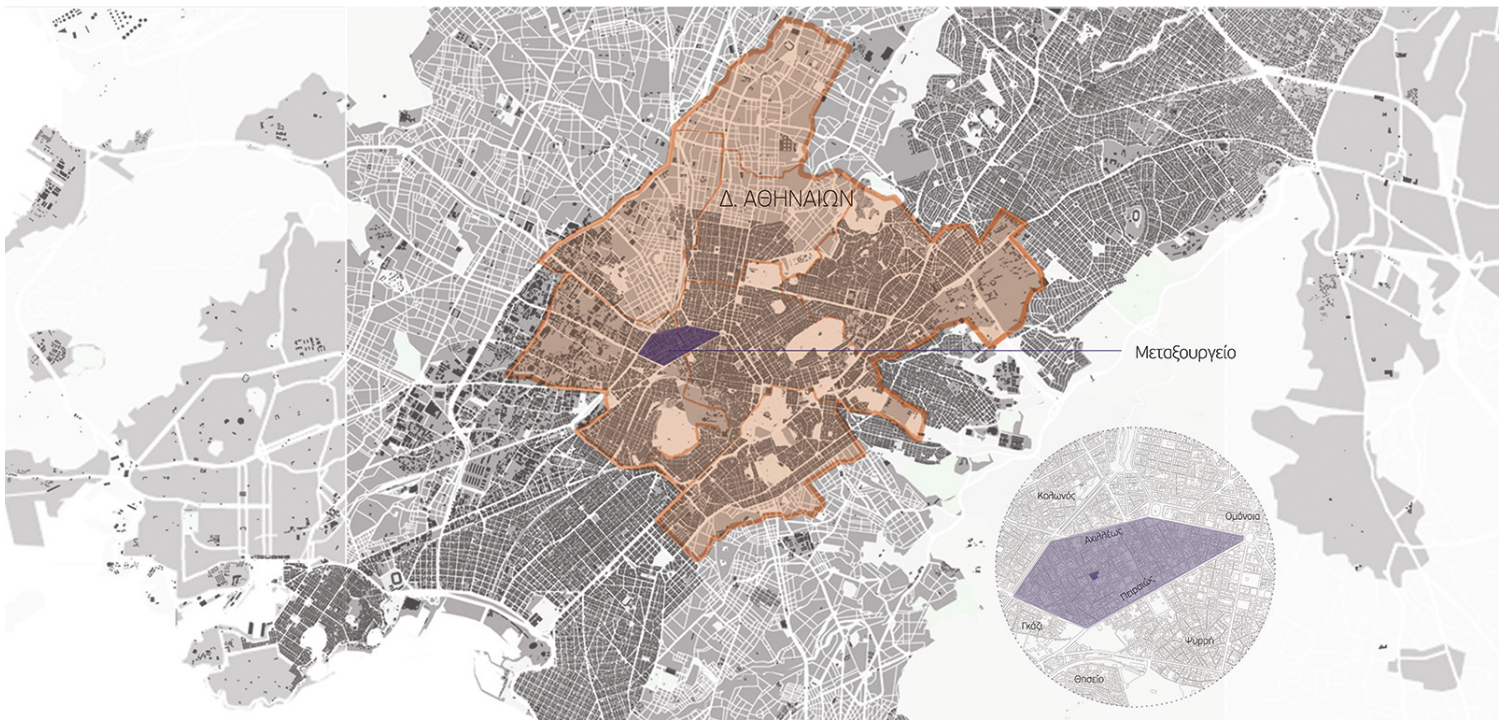 Δ. ΑΘΗΝΑΙΩΝ
Μεταξουργείο
Κολωνός
Ομόνοια
Αχιλλέως
Πειραιώς
Γκάζι
Ψυρρή
Θησείο